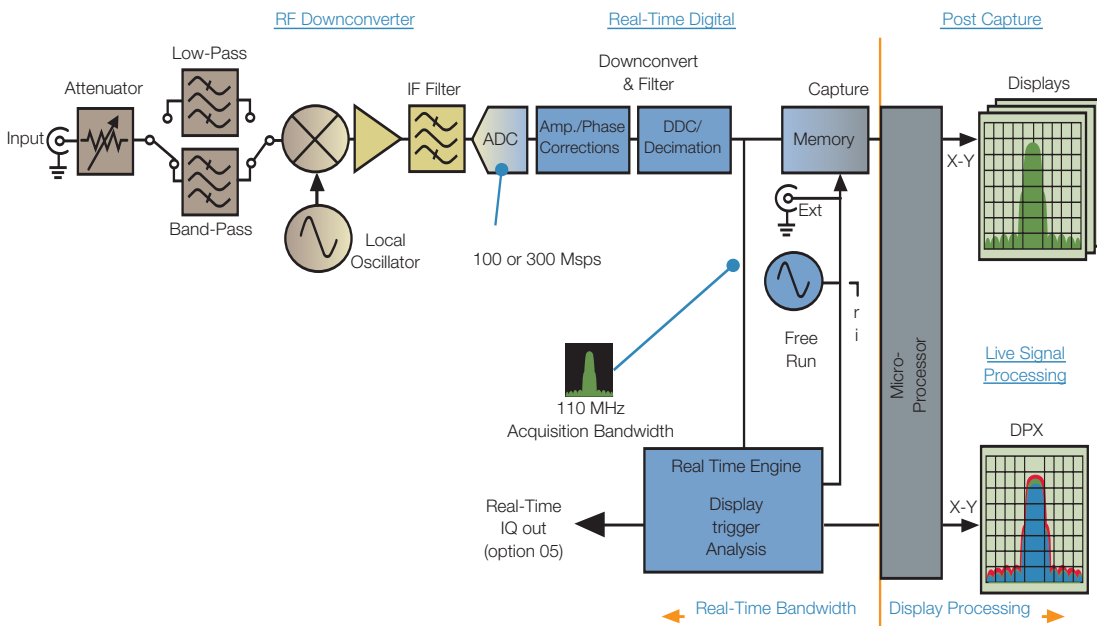 RF Downconverter
Real-Time Digital
Post Capture
Low-Pass
Attenuator
Input
Band-Pass
Local
Oscillator
IF Filter
ADC
100 or 300 Msps
Downconvert
& Filter
Amp./Phase
Corrections
DDC/
Decimation
Capture
Memory
Ext
Free
Run
r
i
110 MHz
Acquisition Bandwidth
Real Time Engine
Display
trigger
Analysis
Real-Time
IQ out
(option 05)
Micro-
Processor
Displays
X-Y
Live Signal
Processing
DPX
X-Y
Real-Time Bandwidth
Display Processing